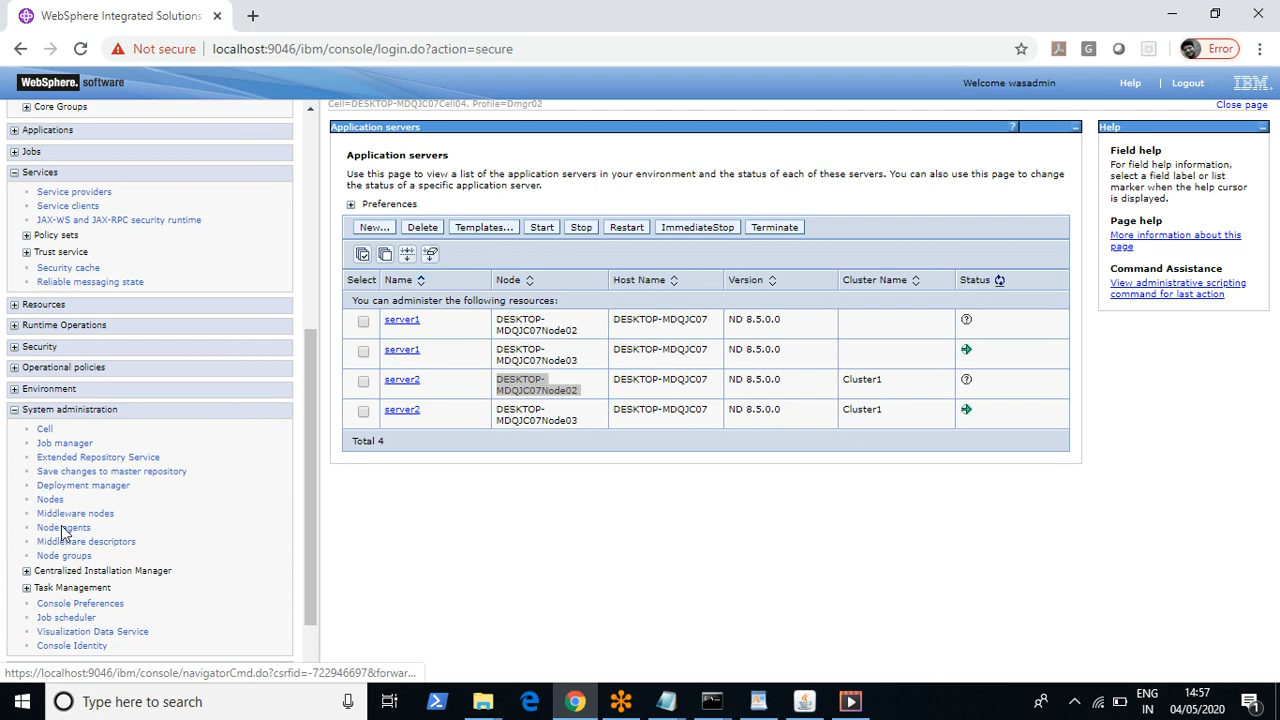 WebSphere Integrated Solutions
Not secure
localhost:9046/ibm/console/login.do?action=secure
Error
WebSphere. software
Welcome wasadmin
Help
Logout
IBM
Core Groups
Applications
Jobs
Services
Service providers
Service clients
JAX-WS and JAX-RPC security runtime
Policy sets
Trust service
Security cache
Reliable messaging state
Resources
Runtime Operations
Security
Operational policies
Environment
System administration
Cell
Job manager
Extended Repository Service
Save changes to master repository
Deployment manager
Nodes
Middleware nodes
Node agents
Middleware descriptors
Node groups
Centralized Installation Manager
Task Management
Console Preferences
Job scheduler
Visualization Data Service
Console Identity
Cell=DESKTOP-MDQJC07Cell04, Profile=Dmgr02
Close page
Application servers
?
Application servers
Use this page to view a list of the application servers in your environment and the status of each of these servers. You can also use this page to change
the status of a specific application server.
Preferences
New... Delete Templates... Start Stop Restart ImmediateStop Terminate
Select Name Node Host Name Version Cluster Name Status
You can administer the following resources:
server1 DESKTOP-MDQJC07Node02 DESKTOP-MDQJC07 ND 8.5.0.0
server1 DESKTOP-MDQJC07Node03 DESKTOP-MDQJC07 ND 8.5.0.0
server2 DESKTOP-MDQJC07Node02 DESKTOP-MDQJC07 ND 8.5.0.0 Cluster1
server2 DESKTOP-MDQJC07Node03 DESKTOP-MDQJC07 ND 8.5.0.0 Cluster1
Total 4
Help
Field help
For field help information,
select a field label or list
marker when the help cursor
is displayed.
Page help
More information about this
page
Command Assistance
View administrative scripting
command for last action
https://localhost:9046/ibm/console/navigatorCmd.do?csrfid=-722946697&forwar...
Type here to search
ENG
IN
14:57
04/05/2020
1